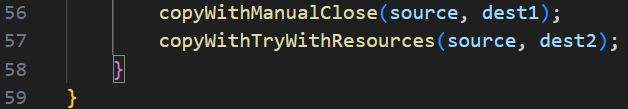 56 copyWithManualClose(source, dest1);
57 copyWithTryWithResources(source, dest2);
58 }
59 }